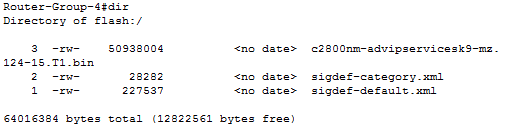 Router-Group-4#dir
Directory of flash:/
3 -rw- 50938004 <no date> c2800nm-advipservicesk9-mz.
124-15.T1.bin
2 -rw- 28282 <no date> sigdef-category.xml
1 -rw- 227537 <no date> sigdef-default.xml
64016384 bytes total (12822561 bytes free)